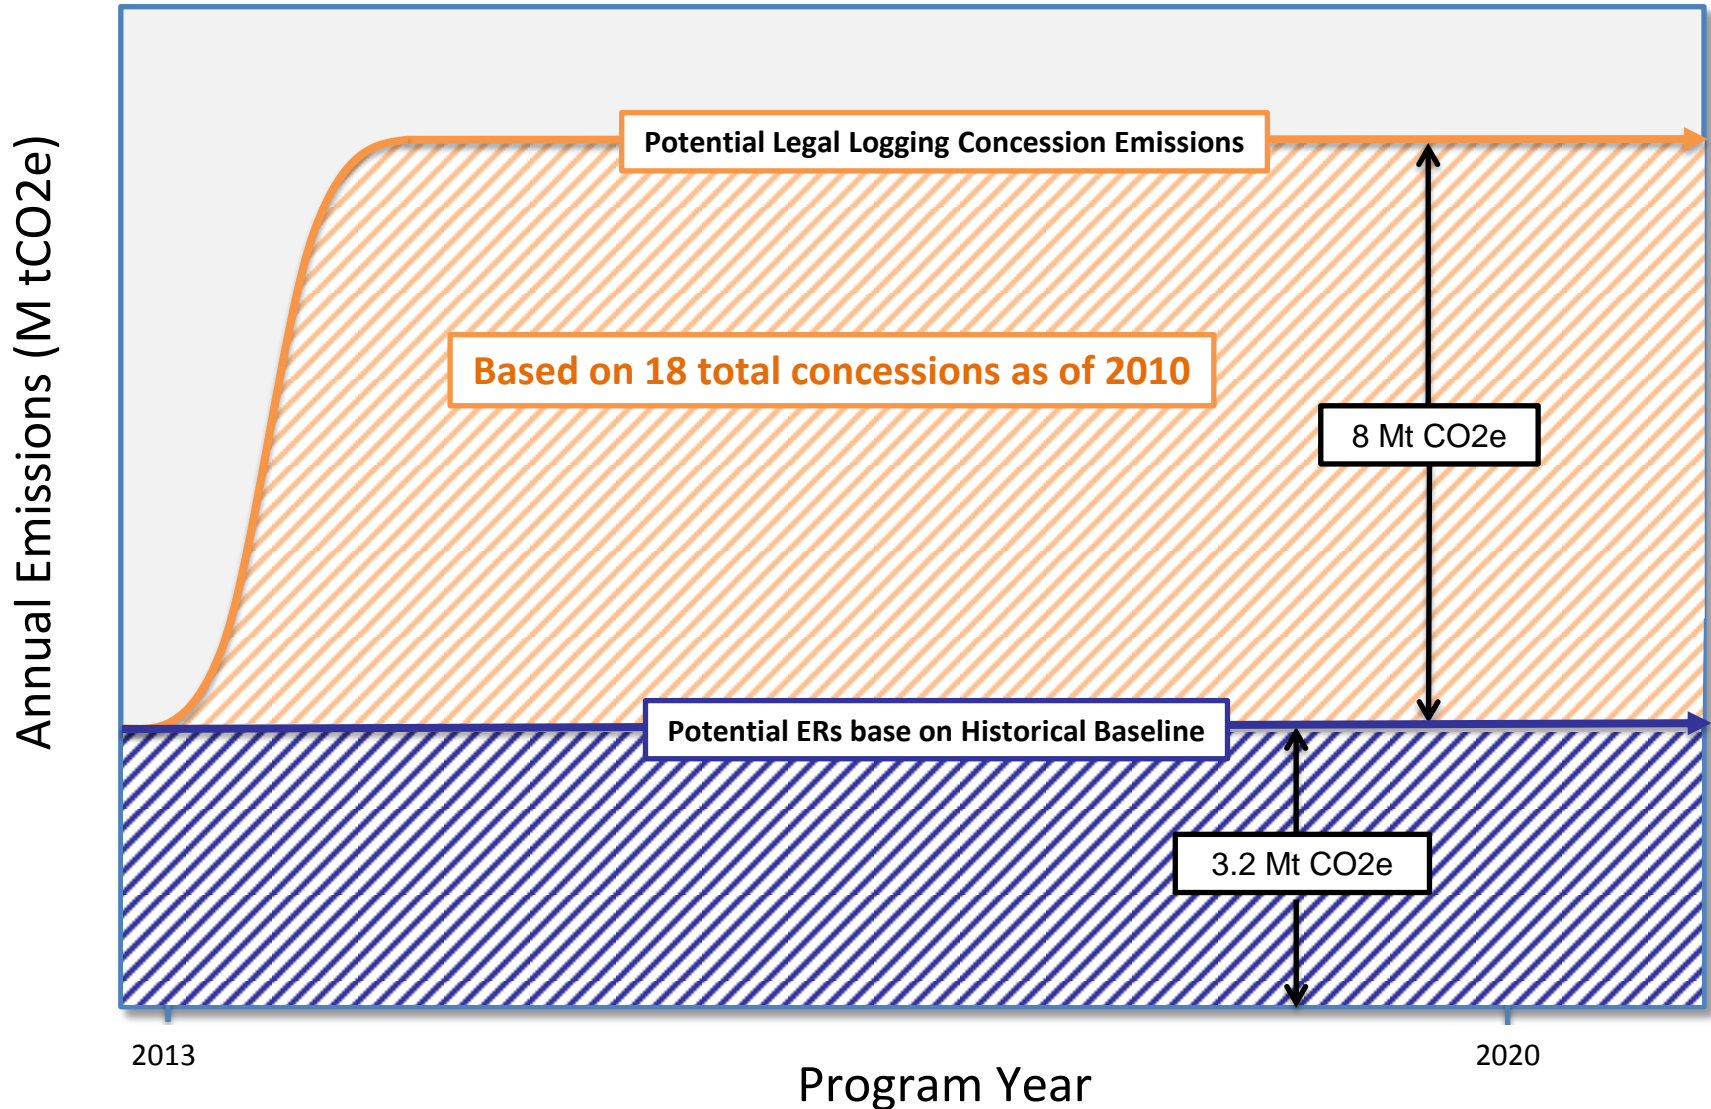 Annual Emissions (M tCO2e)
Potential Legal Logging Concession Emissions
Based on 18 total concessions as of 2010
8 Mt CO2e
Potential ERs base on Historical Baseline
3.2 Mt CO2e
2013
2020
Program Year